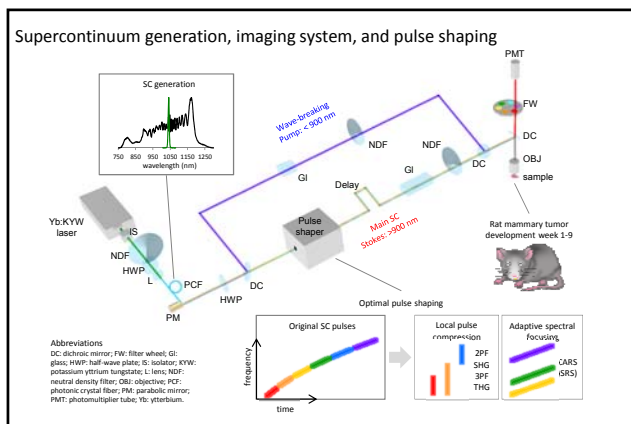 Supercontinuum generation, imaging system, and pulse shaping
SC generation
750 850 950 1050 1150 1250
wavelength (nm)
PMT
FW
DC
OBJ
sample
Wave-breaking
Pump: <900 nm
NDF
GI
NDF
DC
GI
Delay
Yb:KYW
laser
IS
NDF
HWP
L
PCF
PM
HWP
DC
Pulse
shaper
Main SC
Stokes: >900 nm
Rat mammary tumor
development week 1-9
Optimal pulse shaping
Abbreviations
DC: dichroic mirror; FW: filter wheel; GI:
glass; HWP: half-wave plate; IS: isolator; KYW:
potassium yttrium tungstate; L: lens; NDF:
neutral density filter; OBJ: objective; PCF:
photonic crystal fiber; PM: parabolic mirror;
PMT: photomultiplier tube; Yb: ytterbium.
Original SC pulses
frequency
time
Local pulse
compression
2PF
SHG
3PF
THG
Adaptive spectral
focusing
CARS
(SRS)